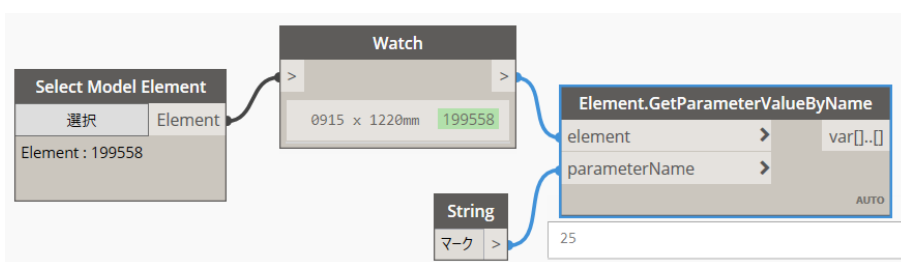 Select Model Element
選択
Element
Element : 199558
Watch
>
>
0915 x 1220mm
199558
String
マーク
>
Element.GetParameterValueByName
element
>
var[]..[]
parameterName
>
AUTO
25